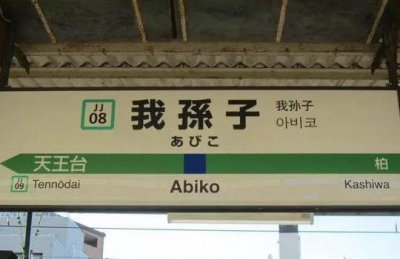 JJ
08
我孫子
あびこ
我孙子
아비코
天王台
柏
JJ
09
Tennōdai
Abiko
Kashiwa